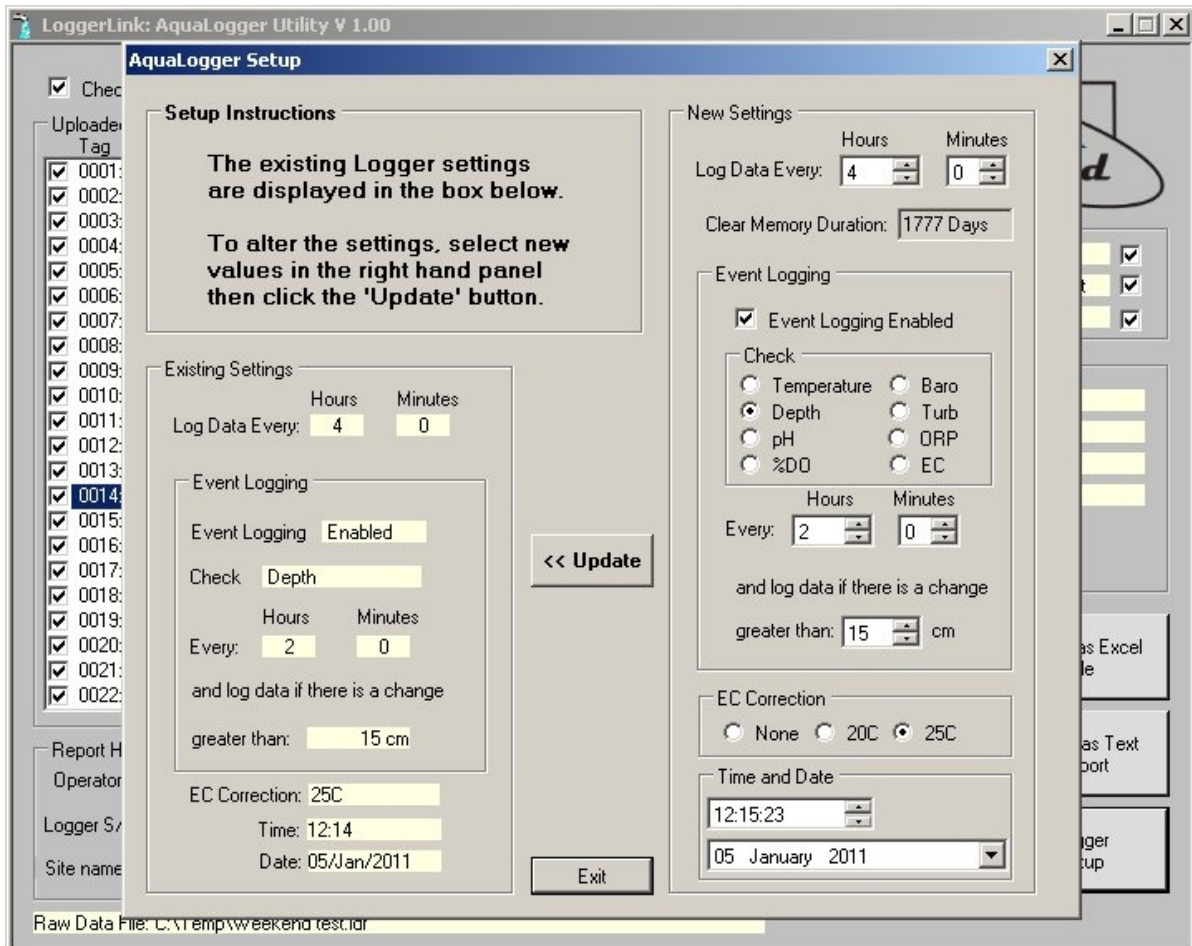 LoggerLink: AquaLogger Utility V 1.00
AquaLogger Setup
Tag
0001:
0002:
0003:
0004:
0005:
0006:
0007:
0008:
0009:
0010:
0011:
0012:
0013:
0014:
0015:
0016:
0017:
0018:
0019:
0020:
0021:
0022:
Report H
Operator
Logger S/
Site name
Setup Instructions
The existing Logger settings
are displayed in the box below.
To alter the settings, select new
values in the right hand panel
then click the 'Update' button.
Existing Settings
Hours Minutes
Log Data Every: 4 0
Event Logging
Event Logging Enabled
Check Depth
Hours Minutes
Every: 2 0
and log data if there is a change
greater than: 15 cm
EC Correction: 25C
Time: 12:14
Date: 05/Jan/2011
<< Update
Exit
New Settings
Hours Minutes
Log Data Every: 4 0
Clear Memory Duration: 1777 Days
Event Logging
Event Logging Enabled
Check
Temperature Baro
Depth Turb
pH ORP
%DO EC
Hours Minutes
Every: 2 0
and log data if there is a change
greater than: 15 cm
EC Correction
None 20C 25C
Time and Date
12:15:23
05 January 2011
as Excel
as Text
Raw Data File: C:\Temp\Weekend test.ldr